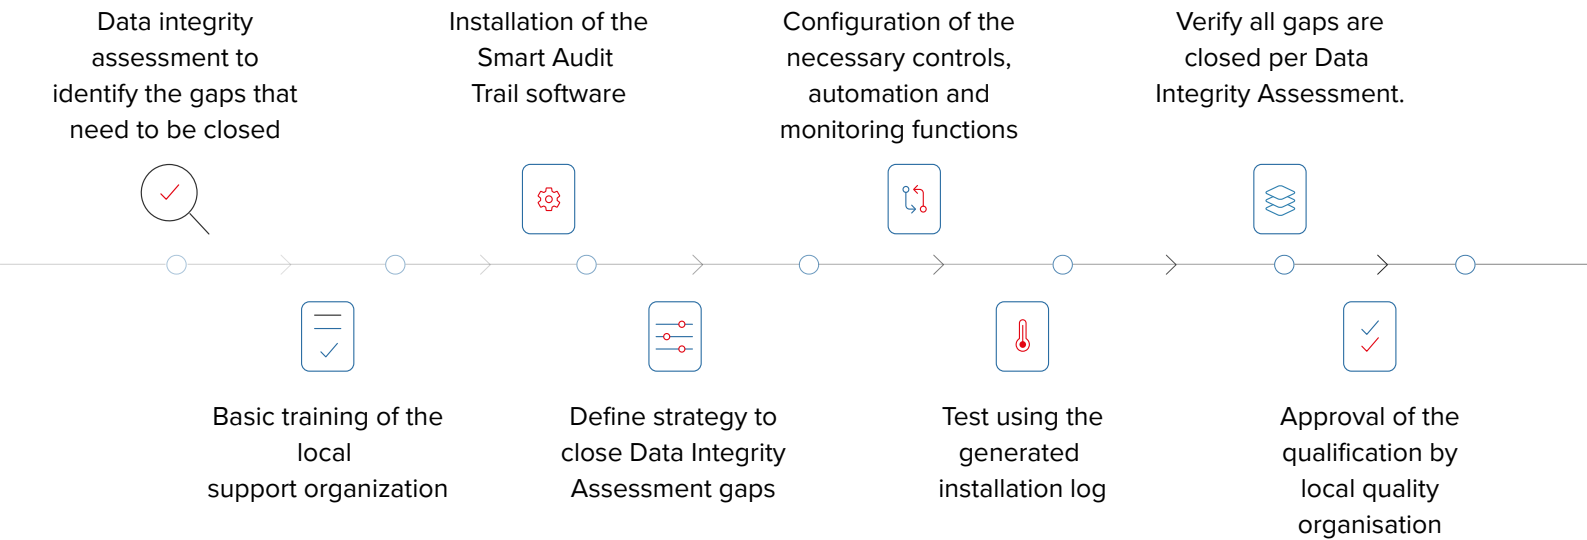 Data integrity
assessment to
identify the gaps that
need to be closed
Installation of the
Smart Audit
Trail software
Configuration of the
necessary controls,
automation and
monitoring functions
Verify all gaps are
closed per Data
Integrity Assessment.
Basic training of the
local
support organization
Define strategy to
close Data Integrity
Assessment gaps
Test using the
generated
installation log
Approval of the
qualification by
local quality
organisation